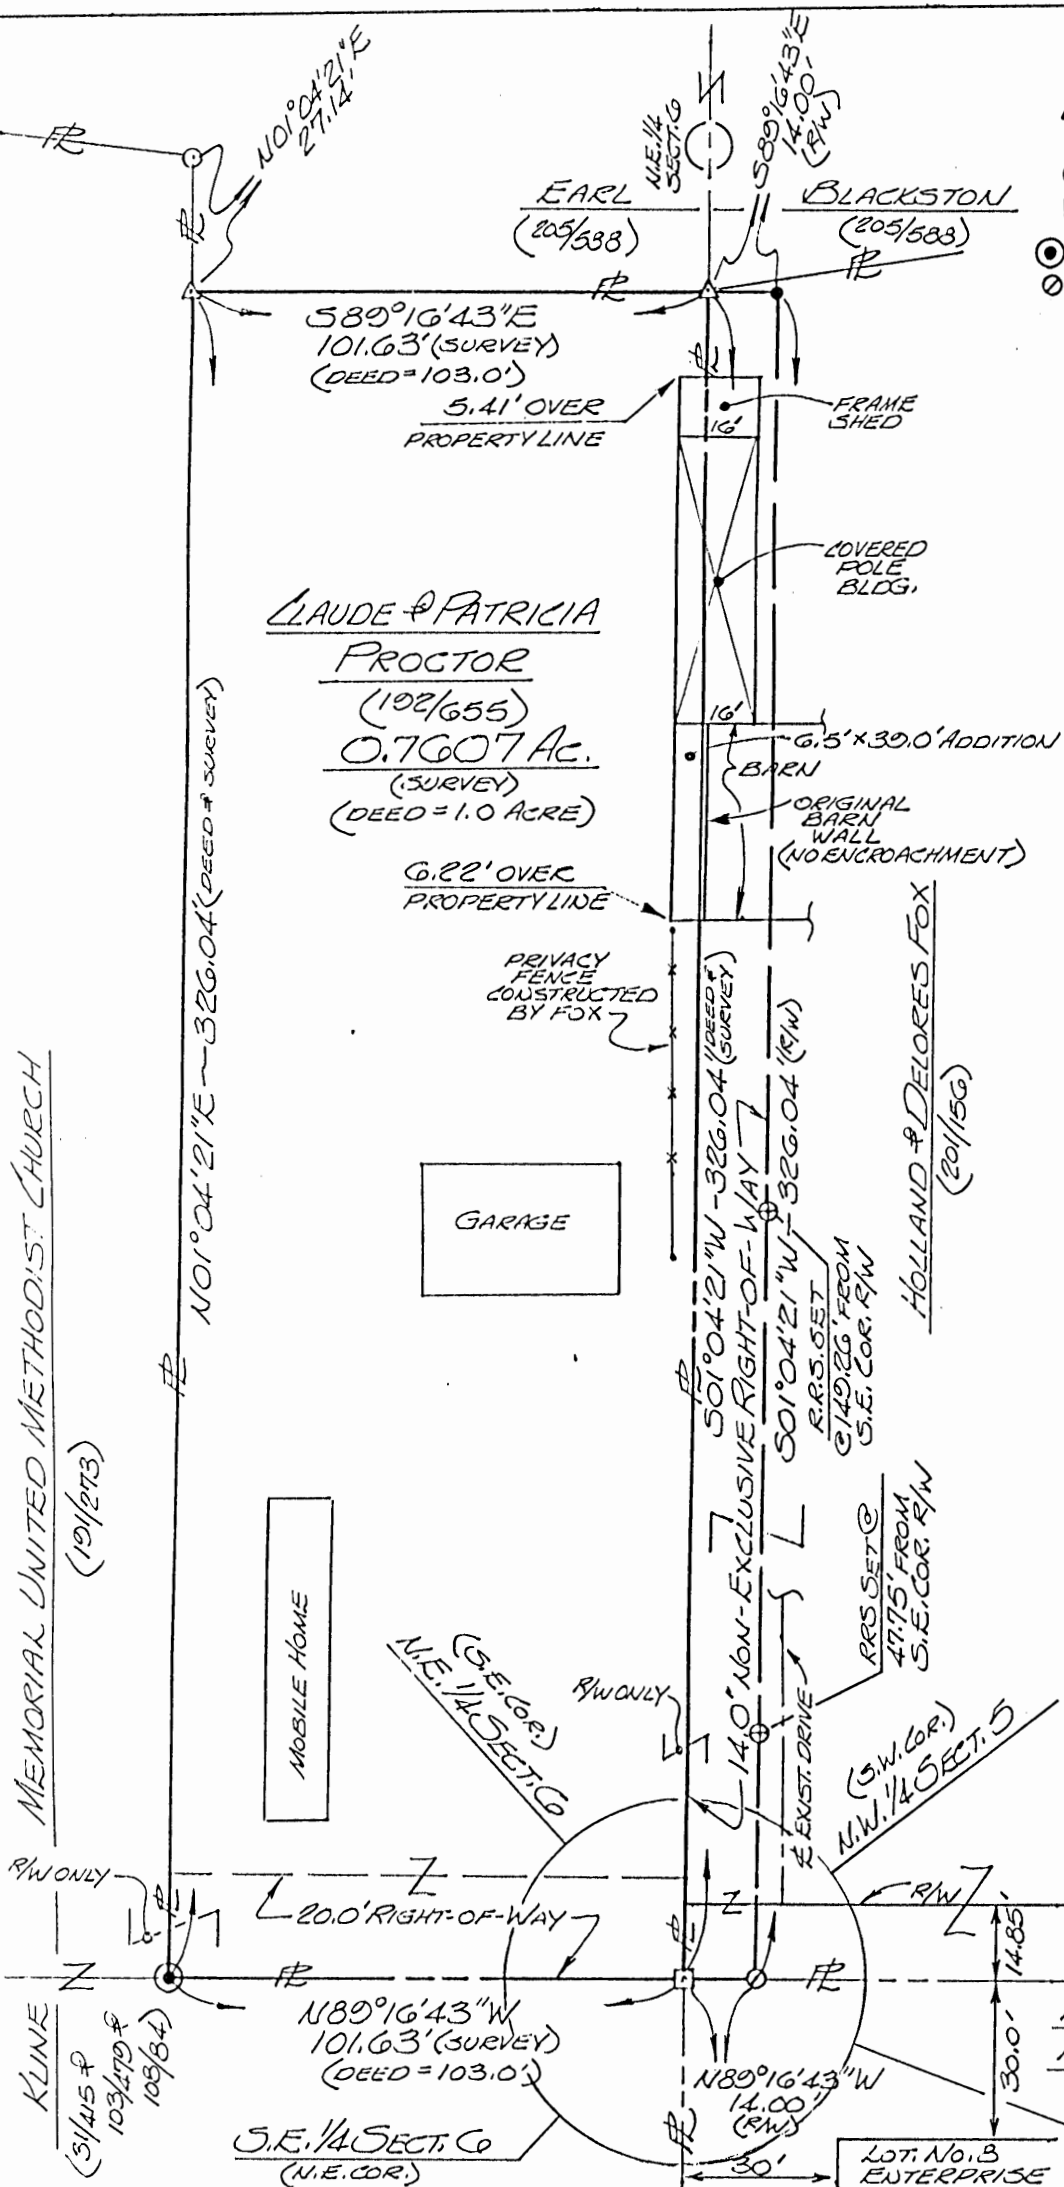 N01°04'21"E
27.14'
N.E. 1/4
SECT. 6
S89°16'43"E
14.00'
(R/W)
EARL
(205/588)
BLACKSTON
(205/588)
S89°16'43"E
101.63' (SURVEY)
(DEED=103.0')
5.41' OVER
PROPERTY LINE
16'
FRAME
SHED
COVERED
POLE
BLDG.
CLAUDE & PATRICIA
PROCTOR
(192/655)
0.7607 AC.
(SURVEY)
(DEED = 1.0 ACRE)
16'
6.5' x 39.0' ADDITION
BARN
ORIGINAL
BARN
WALL
(NO ENCROACHMENT)
6.22' OVER
PROPERTY LINE
PRIVACY
FENCE
CONSTRUCTED
BY FOX
N01°04'21"E ~ 326.04' (DEED & SURVEY)
S01°04'21"W - 326.04' (DEED &
SURVEY)
14.0' NON-EXCLUSIVE RIGHT-OF-WAY
S01°04'21"W - 326.04' (R/W)
R.R.S. SET
@ 149.26' FROM
S.E. COR. R/W
HOLLAND & DELORES FOX
(201/156)
GARAGE
MEMORIAL UNITED METHODIST CHURCH
(191/273)
MOBILE HOME
(S.E. COR.)
N.E. 1/4 SECT. 6
R/W ONLY
RRS SET @
47.75' FROM
S.E. COR. R/W
℄ EXIST. DRIVE
(S.W. COR.)
N.W. 1/4 SECT. 5
R/W ONLY
20.0' RIGHT-OF-WAY
R/W
14.85'
30.0'
KLINE
(31/415 &
103/479 &
108/84)
N89°16'43"W
101.63' (SURVEY)
(DEED = 103.0')
N89°16'43"W
14.00'
(R/W)
S.E. 1/4 SECT. 6
(N.E. COR.)
30'
LOT. NO. 3
ENTERPRISE